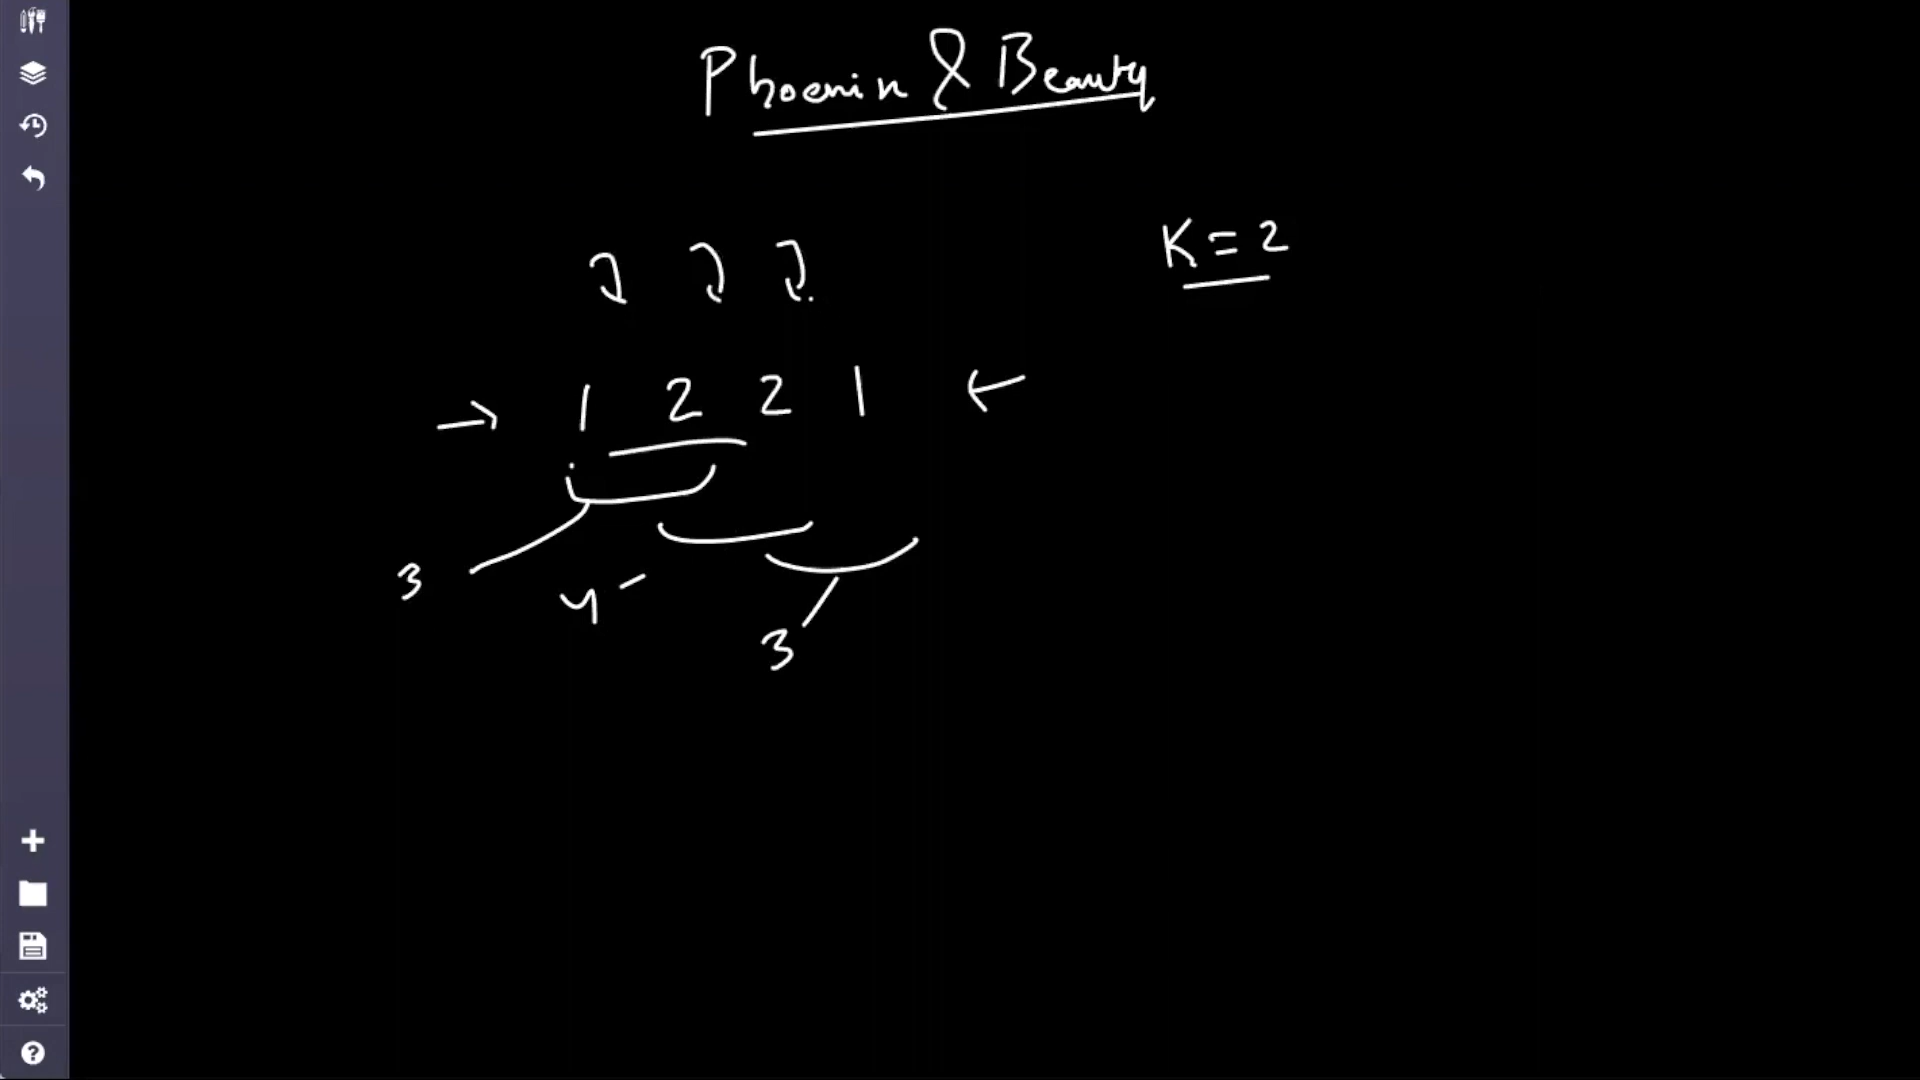 Phoenix & Beauty
K = 2
→ 1 2 2 1 ←
3
4
3